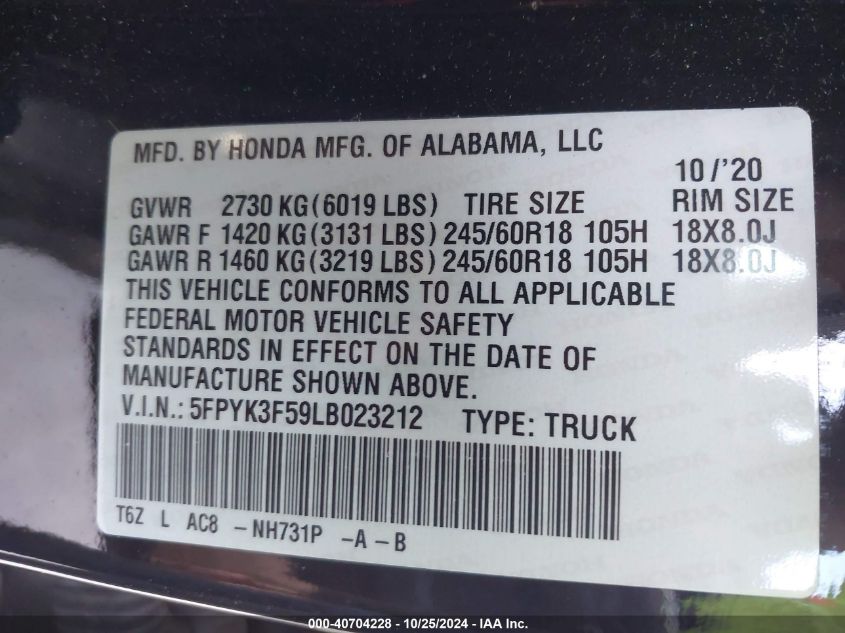 MFD. BY HONDA MFG. OF ALABAMA, LLC
10/'20
GVWR 2730 KG(6019 LBS) TIRE SIZE RIM SIZE
GAWR F 1420 KG(3131 LBS) 245/60R18 105H 18X8.0J
GAWR R 1460 KG(3219 LBS) 245/60R18 105H 18X8.0J
THIS VEHICLE CONFORMS TO ALL APPLICABLE
FEDERAL MOTOR VEHICLE SAFETY
STANDARDS IN EFFECT ON THE DATE OF
MANUFACTURE SHOWN ABOVE.
V.I.N.: 5FPYK3F59LB023212 TYPE: TRUCK
T6Z L AC8 -NH731P -A-B
000-40704228 - 10/25/2024 - IAA Inc.